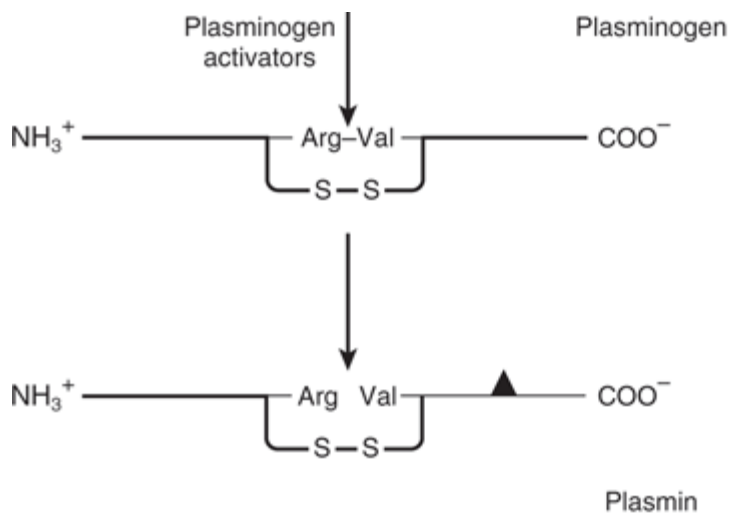 Plasminogen
activators
Plasminogen
NH₃⁺ Arg–Val COO⁻
S S
NH₃⁺ Arg Val COO⁻
S S
Plasmin